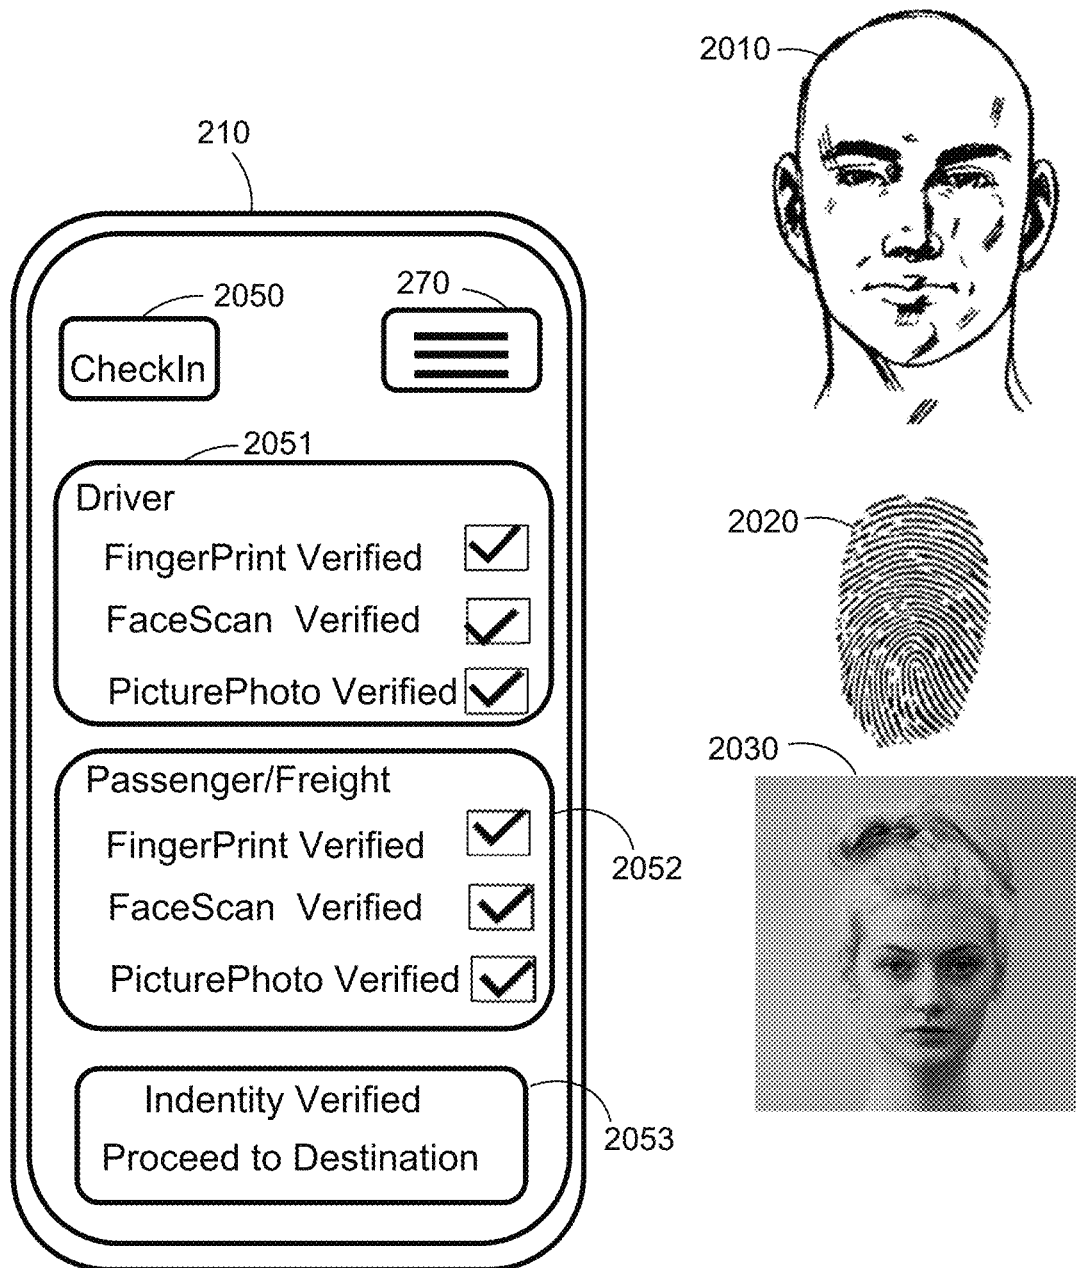 2010
210
2050
270
CheckIn
2051
Driver
FingerPrint Verified
FaceScan Verified
PicturePhoto Verified
2020
2030
Passenger/Freight
FingerPrint Verified
2052
FaceScan Verified
PicturePhoto Verified
Indentity Verified
2053
Proceed to Destination